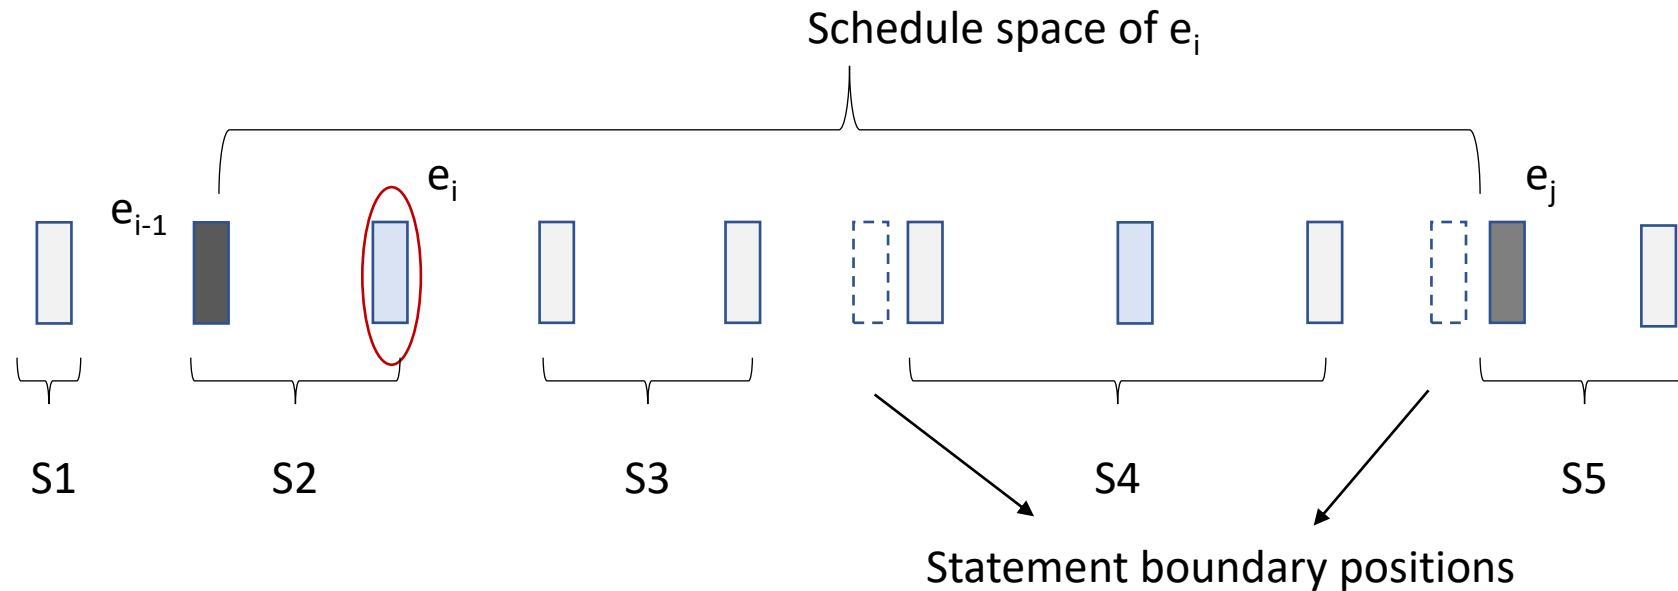 Schedule space of eᵢ
eᵢ
eᵢ₋₁
eⱼ
S1
S2
S3
S4
S5
Statement boundary positions